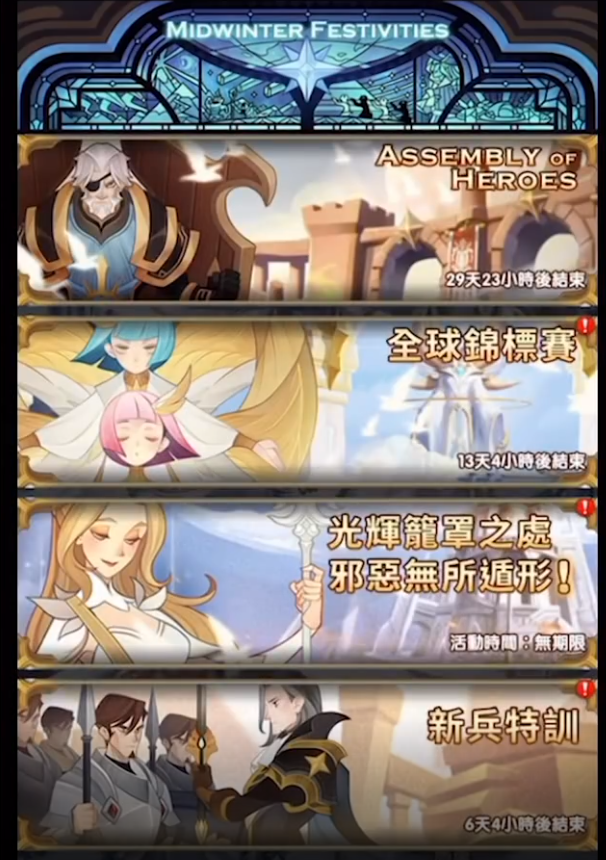 MIDWINTER FESTIVITIES
ASSEMBLY OF
HEROES
29天23小時後結束
全球錦標賽
13天4小時後結束
光輝籠罩之處
邪惡無所遁形！
活動時間：無期限
新兵特訓
6天4小時後結束